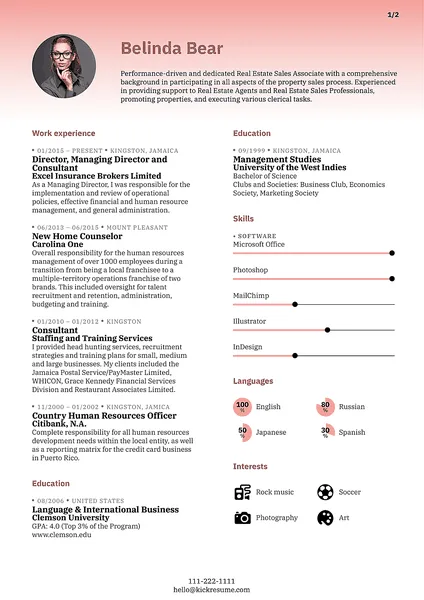 1/2
Belinda Bear
Performance-driven and dedicated Real Estate Sales Associate with a comprehensive
background in participating in all aspects of the property sales process. Experienced
in providing support to Real Estate Agents and Real Estate Sales Professionals,
promoting properties, and executing various clerical tasks.
Work experience
01/2015 – PRESENT • KINGSTON, JAMAICA
Director, Managing Director and
Consultant
Excel Insurance Brokers Limited
As a Managing Director, I was responsible for the
implementation and review of operational
policies, effective financial and human resource
management, and general administration.
06/2013 – 06/2015 • MOUNT PLEASANT
New Home Counselor
Carolina One
Overall responsibility for the human resources
management of over 1000 employees during a
transition from being a local franchisee to a
multiple-territory operations franchise of two
brands. This included oversight for talent
recruitment and retention, administration,
budgeting and training.
01/2010 – 01/2012 • KINGSTON
Consultant
Staffing and Training Services
I provided head hunting services, recruitment
strategies and training plans for small, medium
and large businesses. My clients included the
Jamaica Postal Service/PayMaster Limited,
WHICON, Grace Kennedy Financial Services
Division and Restaurant Associates Limited.
11/2000 – 01/2002 • KINGSTON, JAMICA
Country Human Resources Officer
Citibank, N.A.
Complete responsibility for all human resources
development needs within the local entity, as well
as a reporting matrix for the credit card business
in Puerto Rico.
Education
08/2006 • UNITED STATES
Language & International Business
Clemson University
GPA: 4.0 (Top 3% of the Program)
www.clemson.edu
Education
09/1999 • KINGSTON, JAMAICA
Management Studies
University of the West Indies
Bachelor of Science
Clubs and Societies: Business Club, Economics
Society, Marketing Society
Skills
• SOFTWARE
Microsoft Office
Photoshop
MailChimp
Illustrator
InDesign
Languages
100% English
80% Russian
50% Japanese
30% Spanish
Interests
Rock music
Soccer
Photography
Art
111-222-1111
hello@kickresume.com